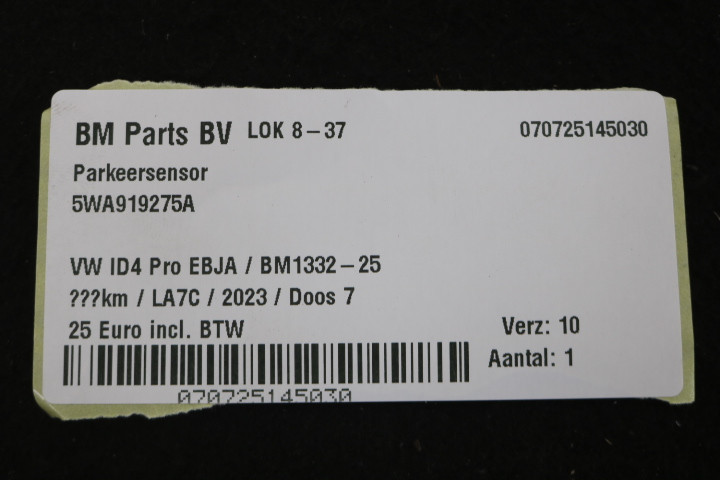 BM Parts BV LOK 8-37 070725145030
Parkeersensor
5WA919275A
VW ID4 Pro EBJA / BM1332-25
???km / LA7C / 2023 / Doos 7
25 Euro incl. BTW Verz: 10
Aantal: 1
070725145030